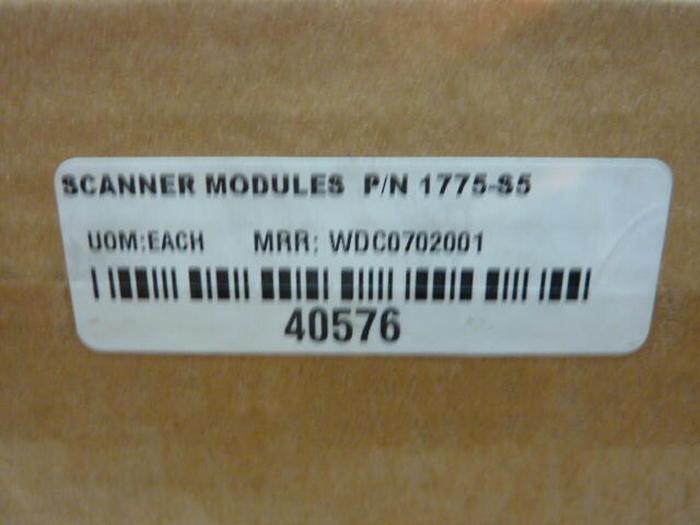 SCANNER MODULES P/N 1775-S5
UOM:EACH MRR: WDC0702001
40576